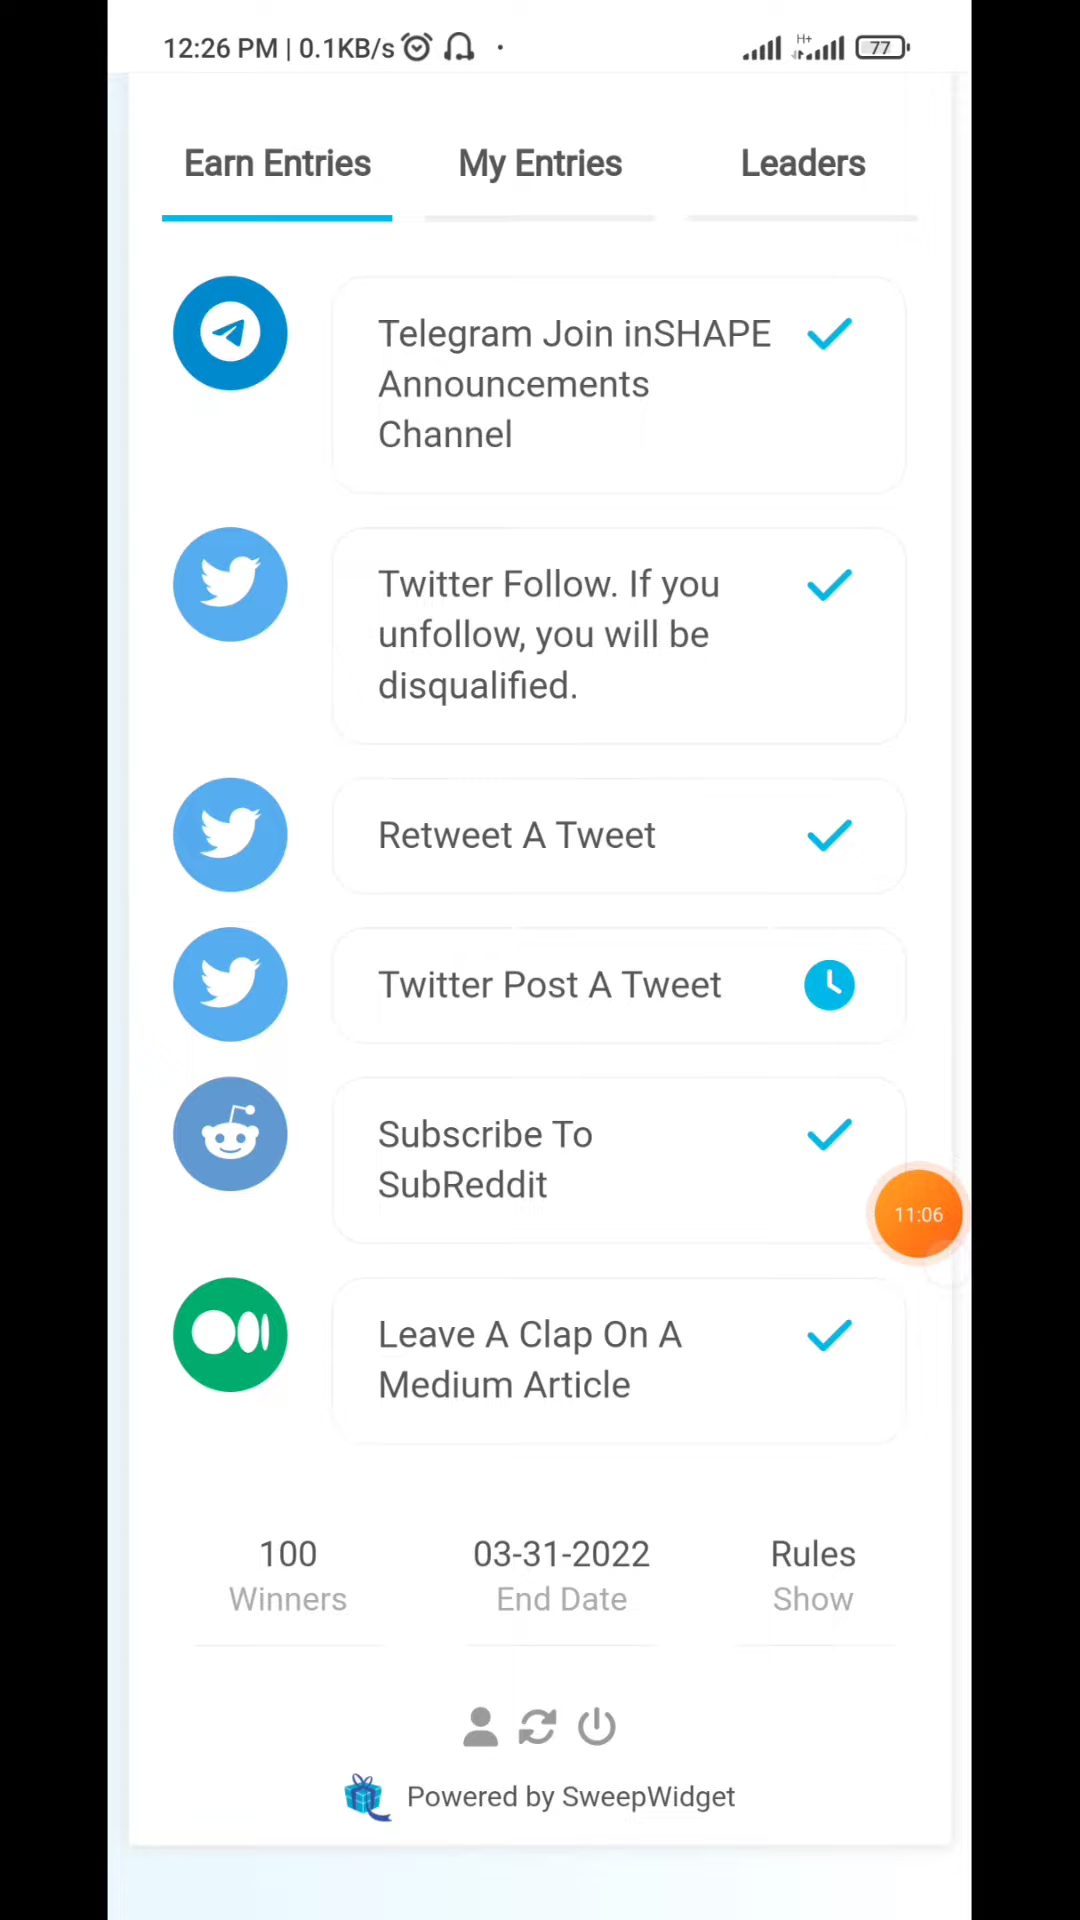 12:26 PM | 0.1KB/s
H+
77
Earn Entries My Entries Leaders
Telegram Join inSHAPE
Announcements
Channel
Twitter Follow. If you
unfollow, you will be
disqualified.
Retweet A Tweet
Twitter Post A Tweet
Subscribe To
SubReddit
11:06
Leave A Clap On A
Medium Article
100 03-31-2022 Rules
Winners End Date Show
Powered by SweepWidget